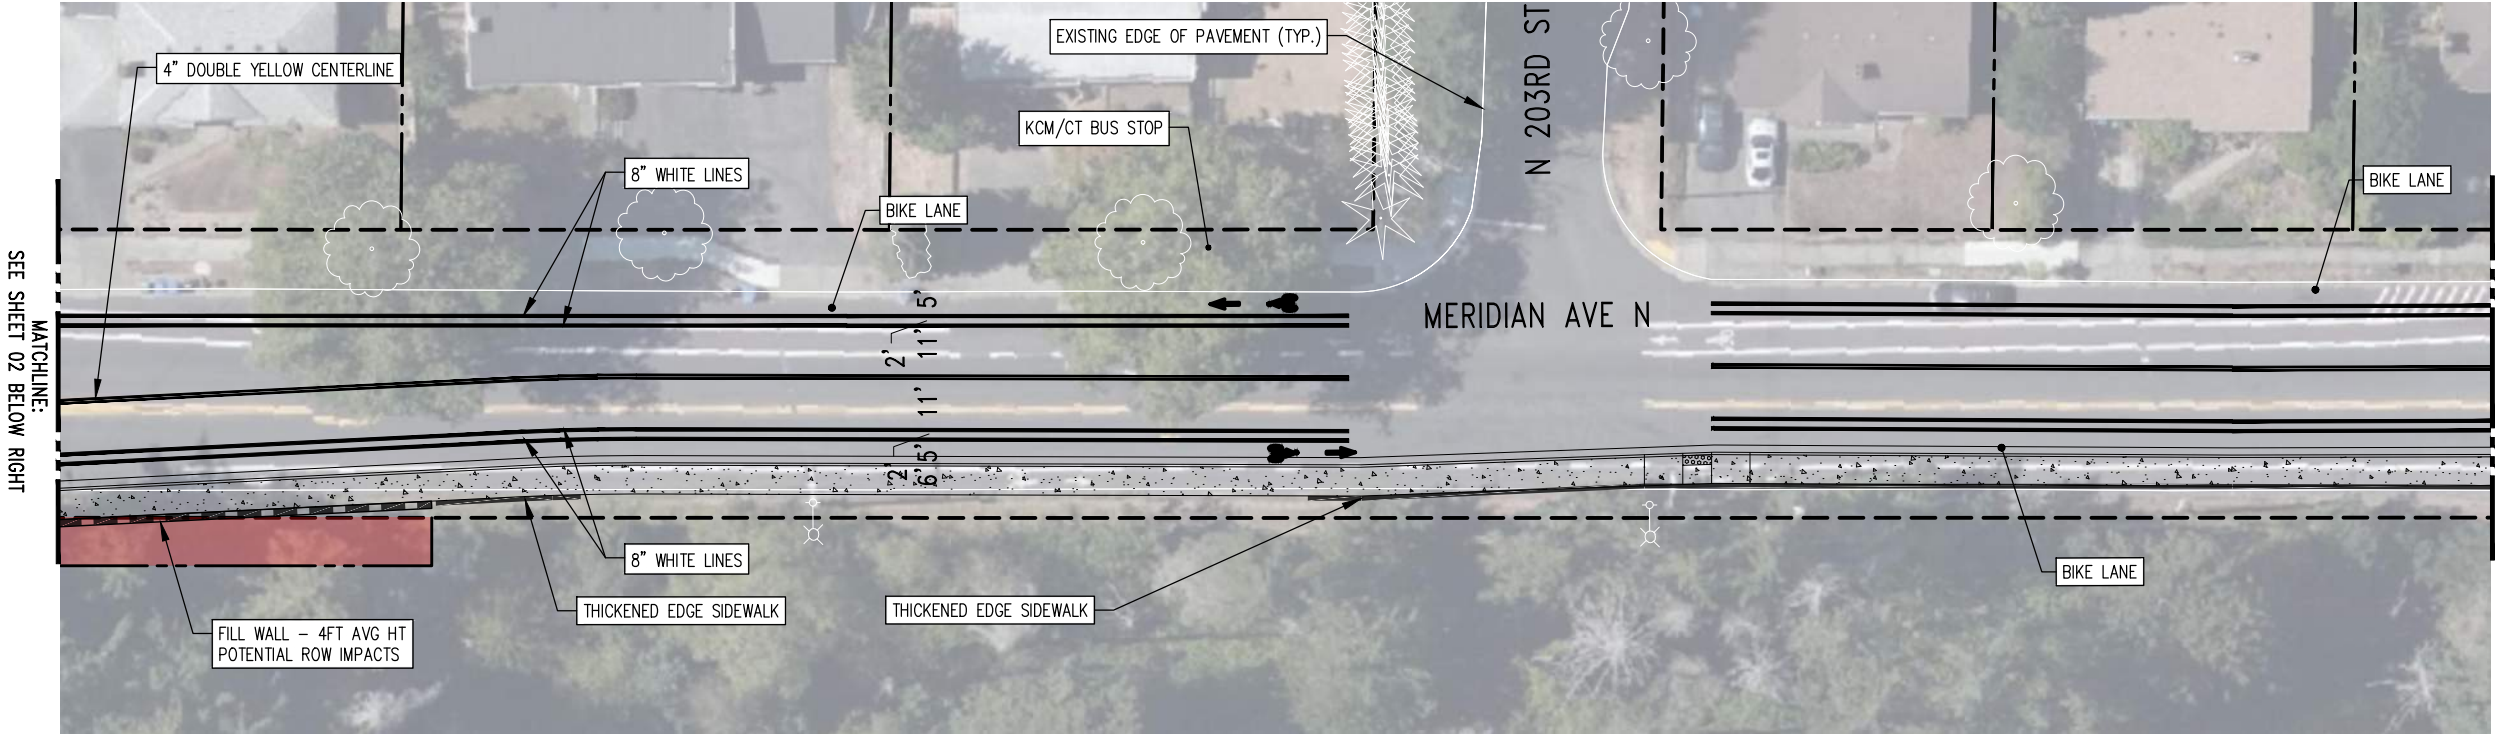 EXISTING EDGE OF PAVEMENT (TYP.)
N 203RD ST
4" DOUBLE YELLOW CENTERLINE
KCM/CT BUS STOP
8" WHITE LINES
BIKE LANE
BIKE LANE
MATCHLINE:
SEE SHEET 02 BELOW RIGHT
MERIDIAN AVE N
5'
2'
11'
11'
2'
5'
6'
8" WHITE LINES
BIKE LANE
THICKENED EDGE SIDEWALK
THICKENED EDGE SIDEWALK
FILL WALL – 4FT AVG HT
POTENTIAL ROW IMPACTS